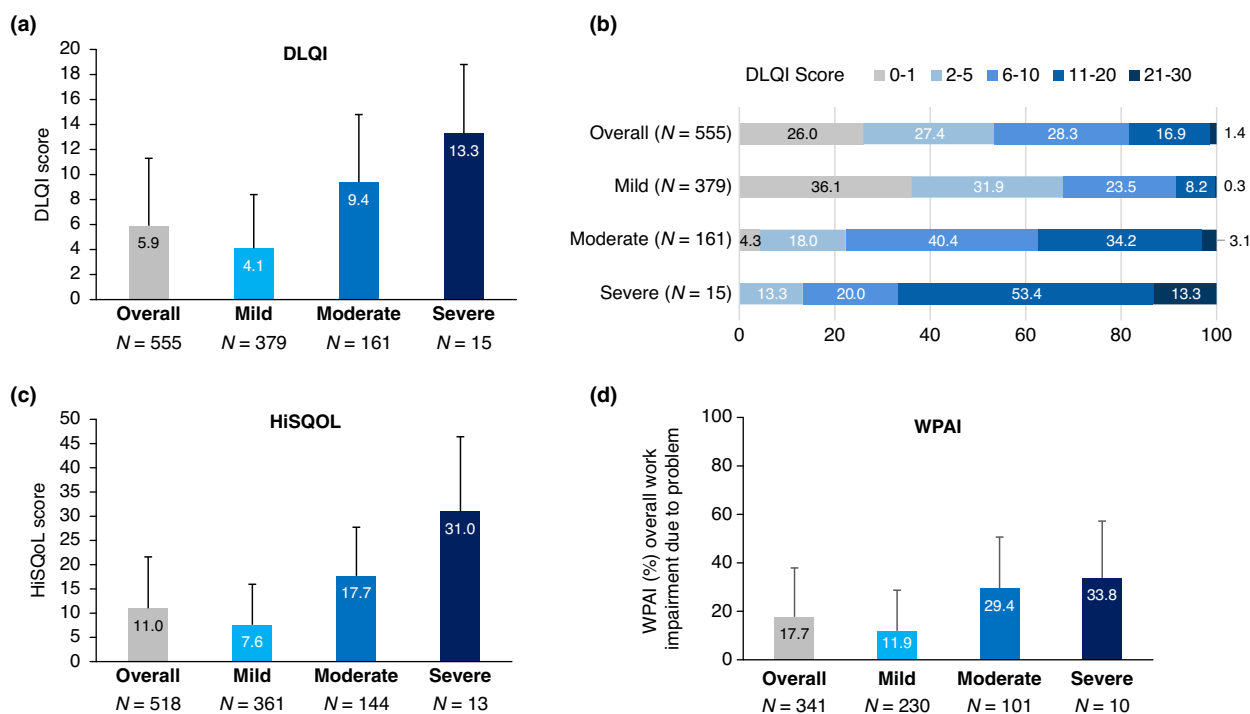 (a)
DLQI
DLQI score
20
18
16
14
12
10
8
6
4
2
0
5.9
4.1
9.4
13.3
Overall Mild Moderate Severe
N = 555 N = 379 N = 161 N = 15
(b)
DLQI Score 0-1 2-5 6-10 11-20 21-30
Overall (N = 555) 26.0 27.4 28.3 16.9 1.4
Mild (N = 379) 36.1 31.9 23.5 8.2 0.3
Moderate (N = 161) 4.3 18.0 40.4 34.2 3.1
Severe (N = 15) 13.3 20.0 53.4 13.3
0 20 40 60 80 100
(c)
HiSQOL
HiSQoL score
50
45
40
35
30
25
20
15
10
5
0
11.0
7.6
17.7
31.0
Overall Mild Moderate Severe
N = 518 N = 361 N = 144 N = 13
(d)
WPAI
WPAI (%) overall work
impairment due to problem
100
80
60
40
20
0
17.7
11.9
29.4
33.8
Overall Mild Moderate Severe
N = 341 N = 230 N = 101 N = 10